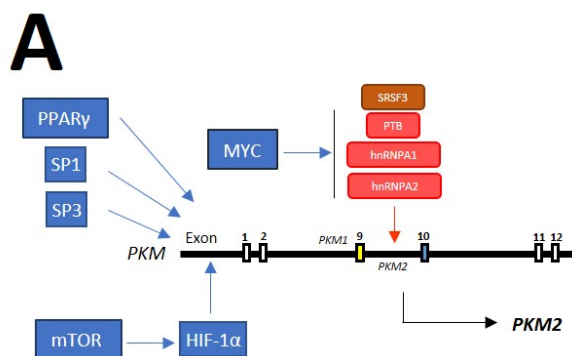 A
PPARγ
SP1
SP3
MYC
SRSF3
PTB
hnRNPA1
hnRNPA2
PKM
Exon
1 2 9 10 11 12
PKM1
PKM2
mTOR
HIF-1α
PKM2